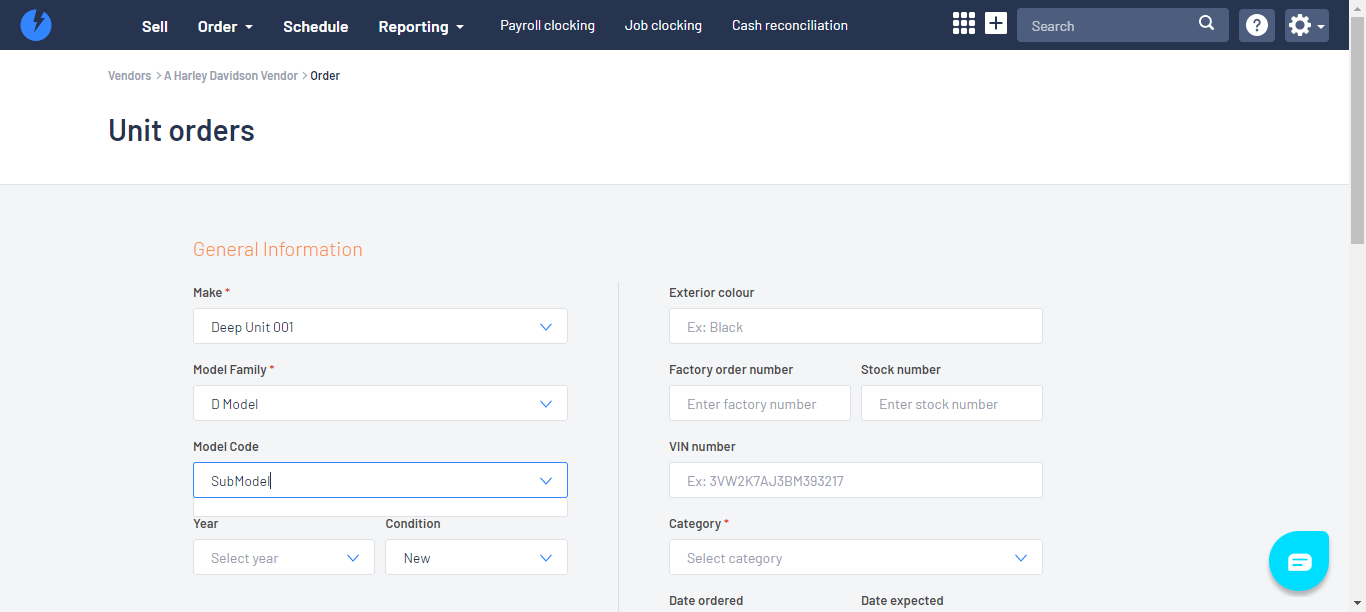 Sell Order Schedule Reporting Payroll clocking Job clocking Cash reconciliation Search
Vendors > A Harley Davidson Vendor > Order
Unit orders
General Information
Make *
Deep Unit 001
Model Family *
D Model
Model Code
SubModel
Year Condition
Select year New
Exterior colour
Ex: Black
Factory order number Stock number
Enter factory number Enter stock number
VIN number
Ex: 3VW2K7AJ3BM393217
Category *
Select category
Date ordered Date expected